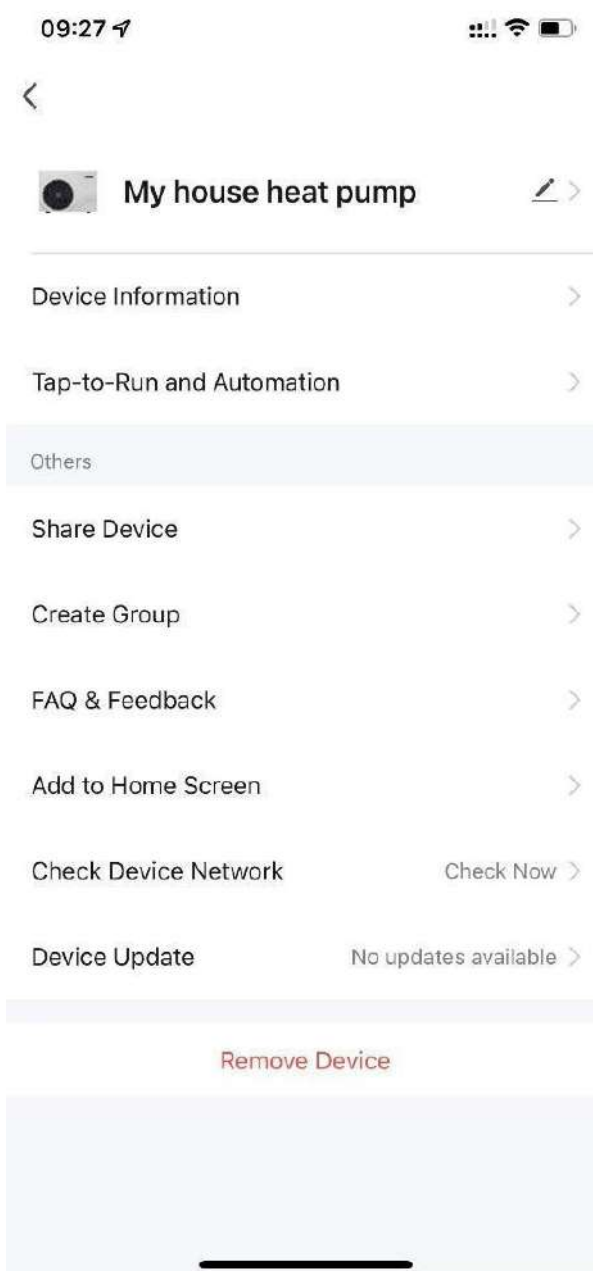 09:27
My house heat pump
Device Information
Tap-to-Run and Automation
Others
Share Device
Create Group
FAQ & Feedback
Add to Home Screen
Check Device Network Check Now
Device Update No updates available
Remove Device